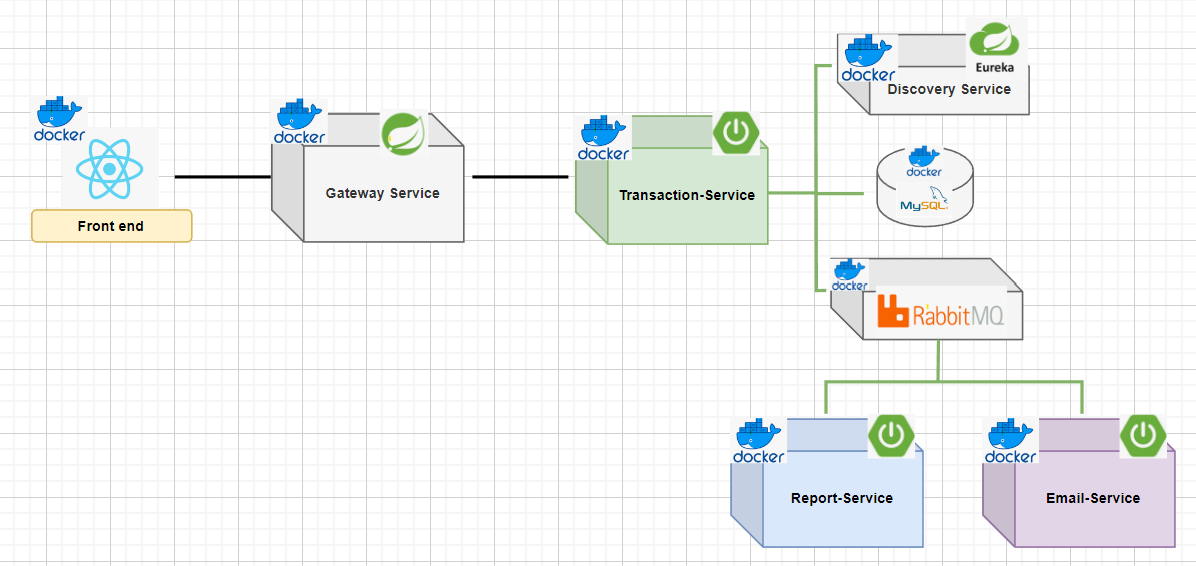 docker
Front end
docker
Gateway Service
docker
Transaction-Service
docker
Eureka
Discovery Service
docker
MySQL
docker
RabbitMQ
docker
Report-Service
docker
Email-Service